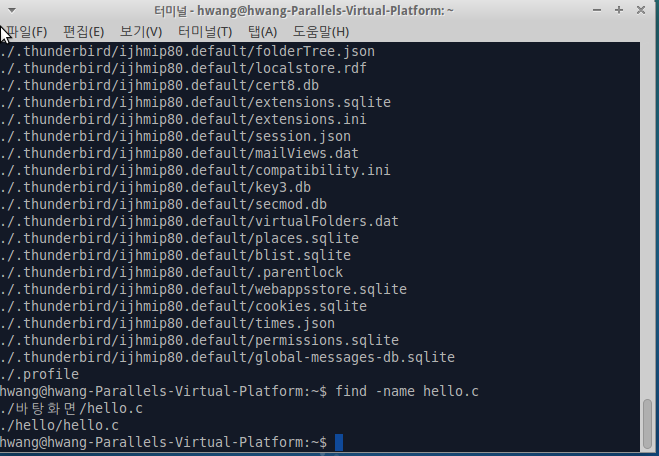 터미널 - hwang@hwang-Parallels-Virtual-Platform: ~
파일(F) 편집(E) 보기(V) 터미널(T) 탭(A) 도움말(H)
./.thunderbird/ijhmip80.default/folderTree.json
./.thunderbird/ijhmip80.default/localstore.rdf
./.thunderbird/ijhmip80.default/cert8.db
./.thunderbird/ijhmip80.default/extensions.sqlite
./.thunderbird/ijhmip80.default/extensions.ini
./.thunderbird/ijhmip80.default/session.json
./.thunderbird/ijhmip80.default/mailViews.dat
./.thunderbird/ijhmip80.default/compatibility.ini
./.thunderbird/ijhmip80.default/key3.db
./.thunderbird/ijhmip80.default/secmod.db
./.thunderbird/ijhmip80.default/virtualFolders.dat
./.thunderbird/ijhmip80.default/places.sqlite
./.thunderbird/ijhmip80.default/blist.sqlite
./.thunderbird/ijhmip80.default/.parentlock
./.thunderbird/ijhmip80.default/webappsstore.sqlite
./.thunderbird/ijhmip80.default/cookies.sqlite
./.thunderbird/ijhmip80.default/times.json
./.thunderbird/ijhmip80.default/permissions.sqlite
./.thunderbird/ijhmip80.default/global-messages-db.sqlite
./.profile
hwang@hwang-Parallels-Virtual-Platform:~$ find -name hello.c
./바탕화면/hello.c
./hello/hello.c
hwang@hwang-Parallels-Virtual-Platform:~$